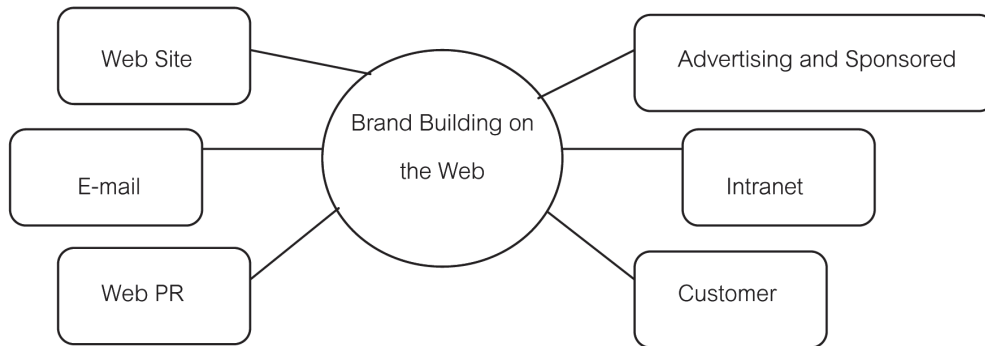 Web Site
Advertising and Sponsored
Brand Building on
the Web
E-mail
Intranet
Web PR
Customer